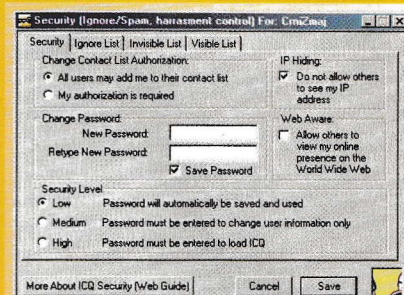 Security (Ignore/Spam, harrasment control) For: CrniZmaj
Security
Ignore List
Invisible List
Visible List
Change Contact List Authorization:
All users may add me to their contact list
My authorization is required
IP Hiding:
Do not allow others
to see my IP
address
Change Password:
New Password:
Retype New Password:
Save Password
Web Aware:
Allow others to
view my online
presence on the
World Wide Web
Security Level
Low Password will automatically be saved and used
Medium Password must be entered to change user information only
High Password must be entered to load ICQ
More About ICQ Security (Web Guide)
Cancel
Save